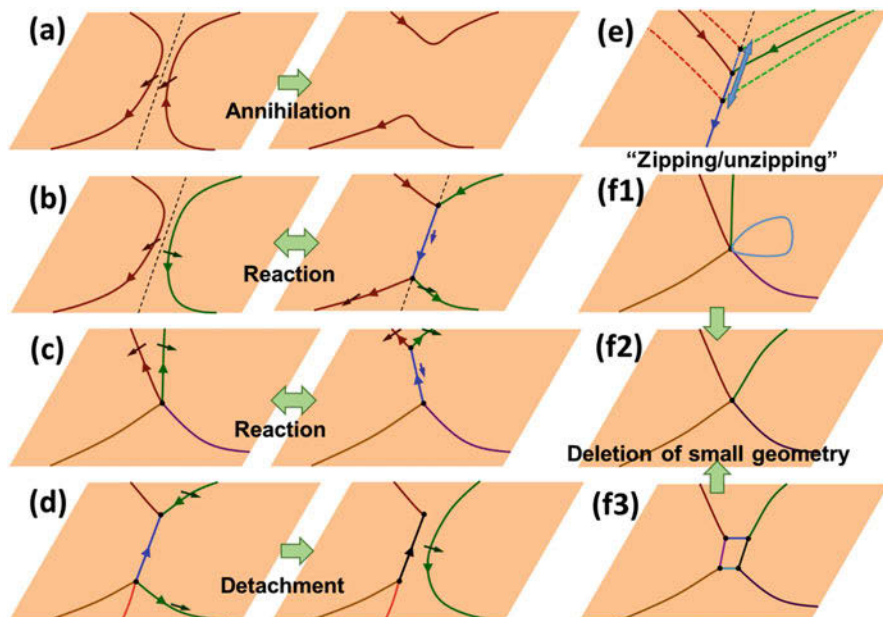 (a)
Annihilation
(b)
Reaction
(c)
Reaction
(d)
Detachment
(e)
“Zipping/unzipping”
(f1)
(f2)
Deletion of small geometry
(f3)